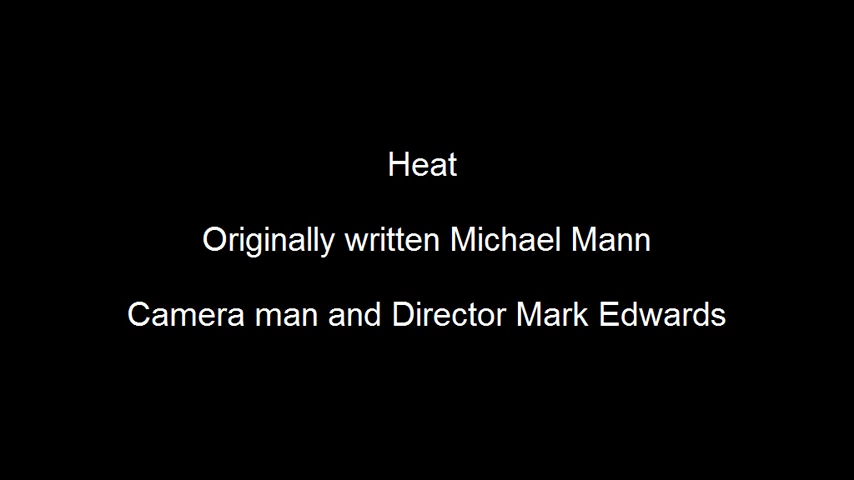 Heat
Originally written Michael Mann
Camera man and Director Mark Edwards